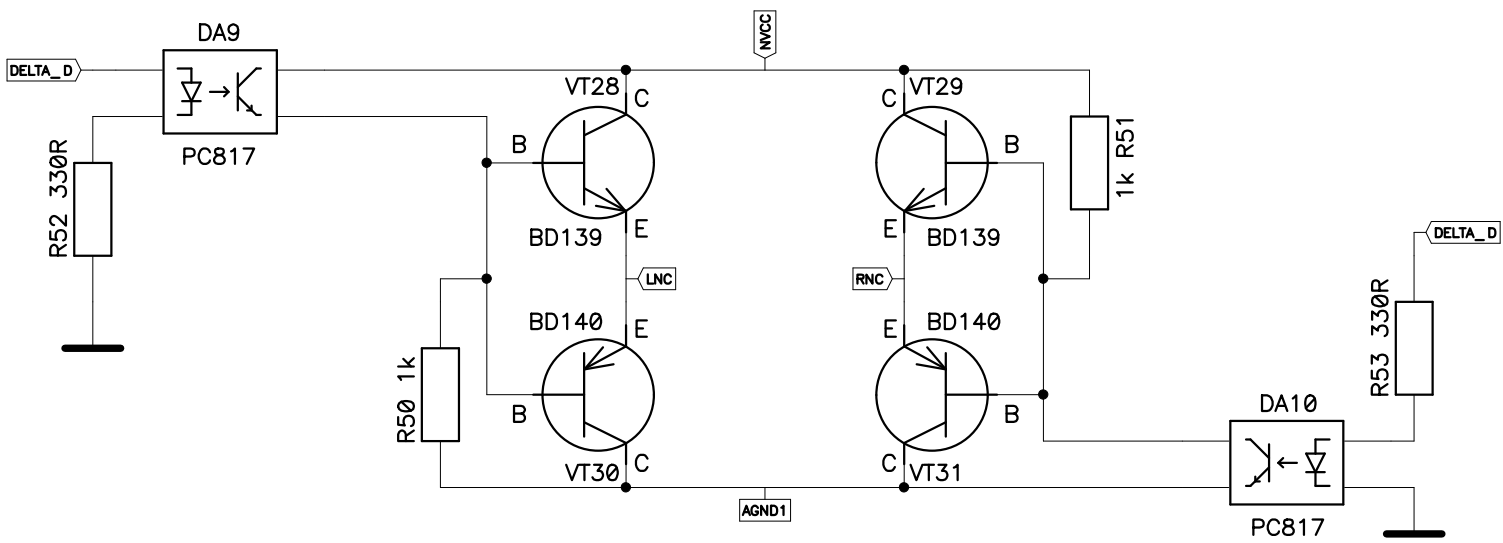 DA9
DELTA_D
PC817
R52 330R
NVCC
VT28
C
B
E
BD139
VT29
C
B
E
BD139
1k R51
LNC
RNC
DELTA_D
BD140
E
B
C
VT30
R50 1k
BD140
E
B
C
VT31
R53 330R
DA10
PC817
AGND1